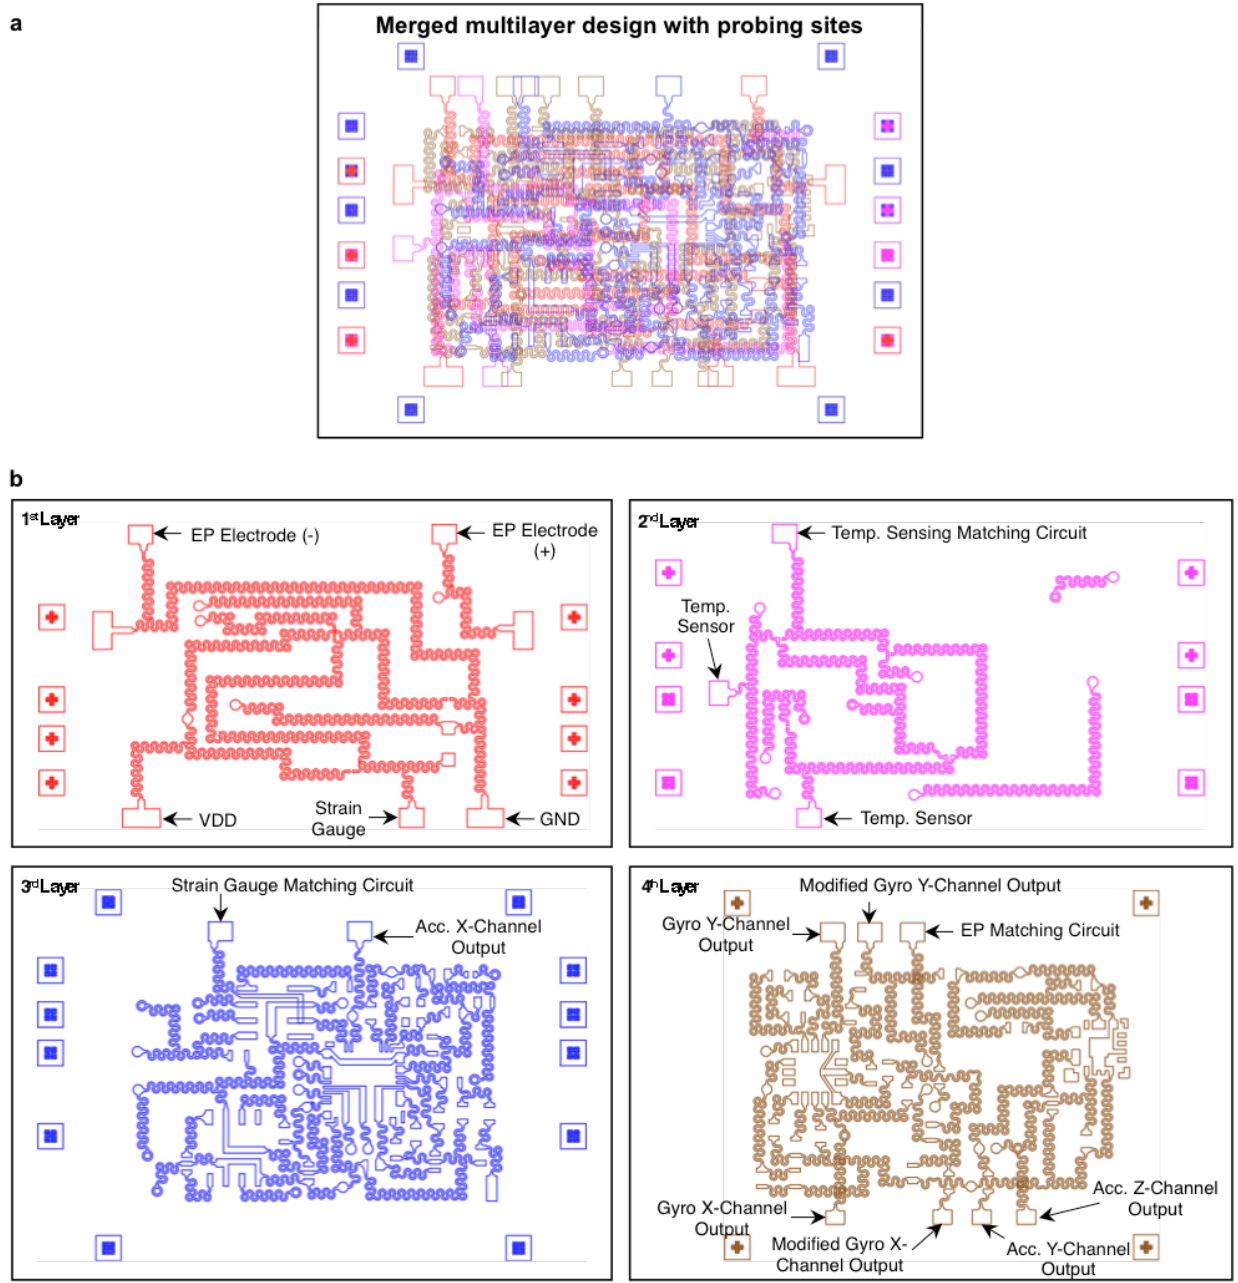 a
Merged multilayer design with probing sites
b
1st Layer
EP Electrode (-)
EP Electrode
(+)
VDD
Strain
Gauge
GND
2nd Layer
Temp. Sensing Matching Circuit
Temp.
Sensor
Temp. Sensor
3rd Layer
Strain Gauge Matching Circuit
Acc. X-Channel
Output
4th Layer
Modified Gyro Y-Channel Output
Gyro Y-Channel
Output
EP Matching Circuit
Gyro X-Channel
Output
Modified Gyro X-
Channel Output
Acc. Y-Channel
Output
Acc. Z-Channel
Output